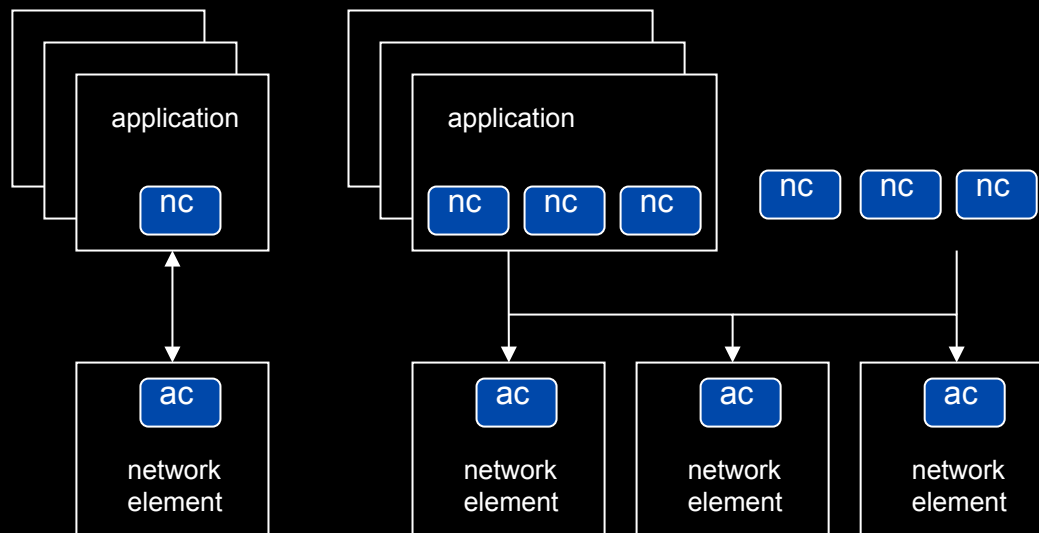 application
application
nc
nc
nc
nc
nc
nc
nc
ac
ac
ac
ac
network
element
network
element
network
element
network
element